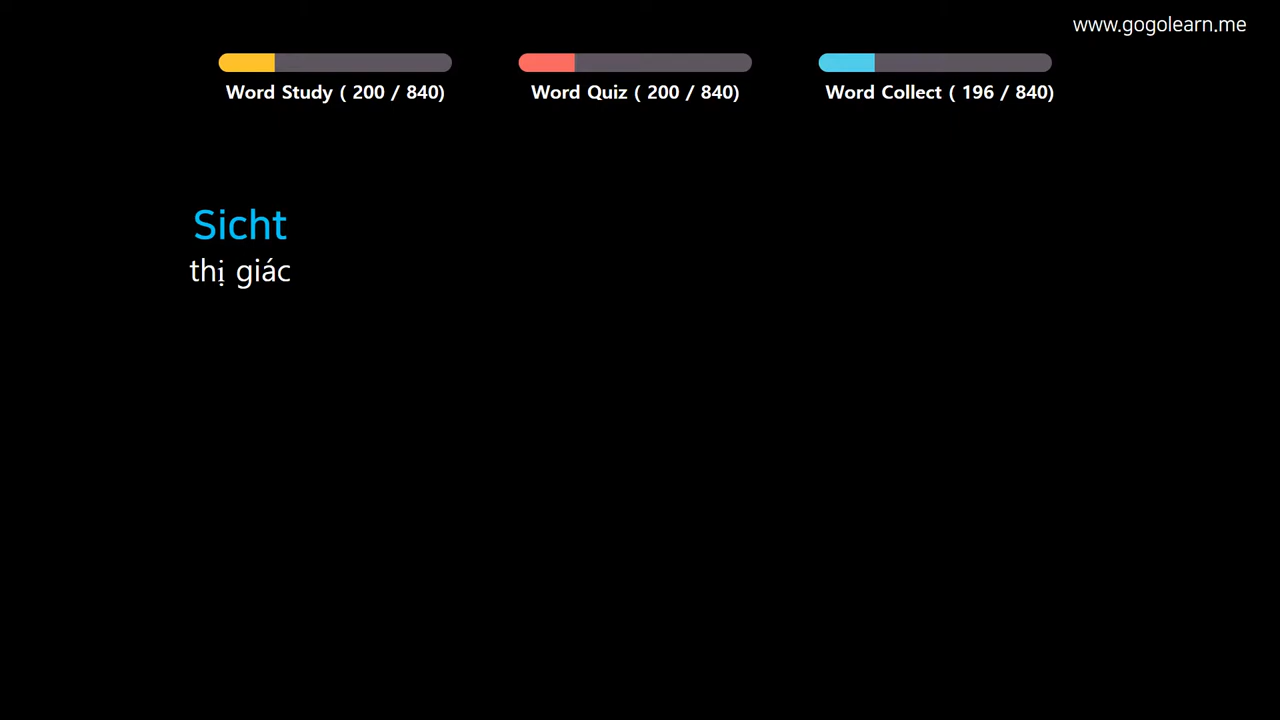 www.gogolearn.me
Word Study ( 200 / 840)
Word Quiz ( 200 / 840)
Word Collect ( 196 / 840)
Sicht
thị giác